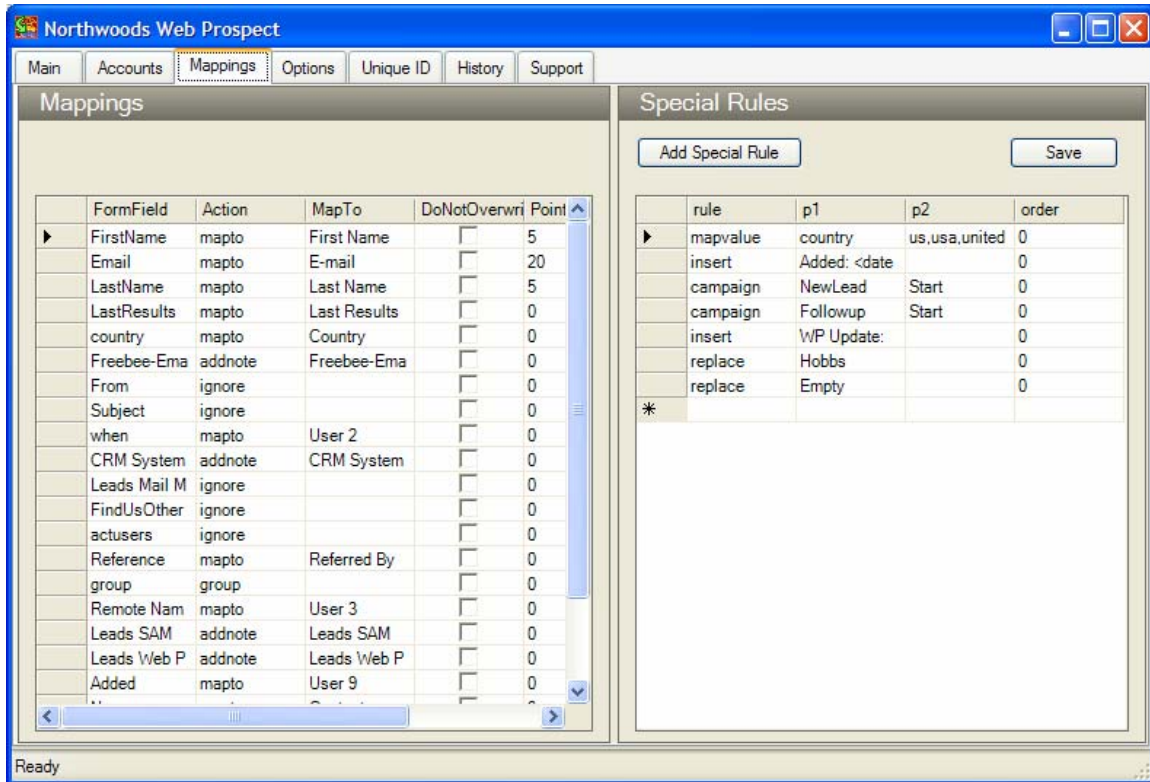 Northwoods Web Prospect
Main Accounts Mappings Options Unique ID History Support
Mappings
FormField Action MapTo DoNotOverwri Point
FirstName mapto First Name 5
Email mapto E-mail 20
LastName mapto Last Name 5
LastResults mapto Last Results 0
country mapto Country 0
Freebee-Ema addnote Freebee-Ema 0
From ignore 0
Subject ignore 0
when mapto User 2 0
CRM System addnote CRM System 0
Leads Mail M ignore 0
FindUsOther ignore 0
actusers ignore 0
Reference mapto Referred By 0
group group 0
Remote Nam mapto User 3 0
Leads SAM addnote Leads SAM 0
Leads Web P addnote Leads Web P 0
Added mapto User 9 0
Special Rules
Add Special Rule Save
rule p1 p2 order
mapvalue country us,usa,united 0
insert Added: <date 0
campaign NewLead Start 0
campaign Followup Start 0
insert WP Update: 0
replace Hobbs 0
replace Empty 0
Ready